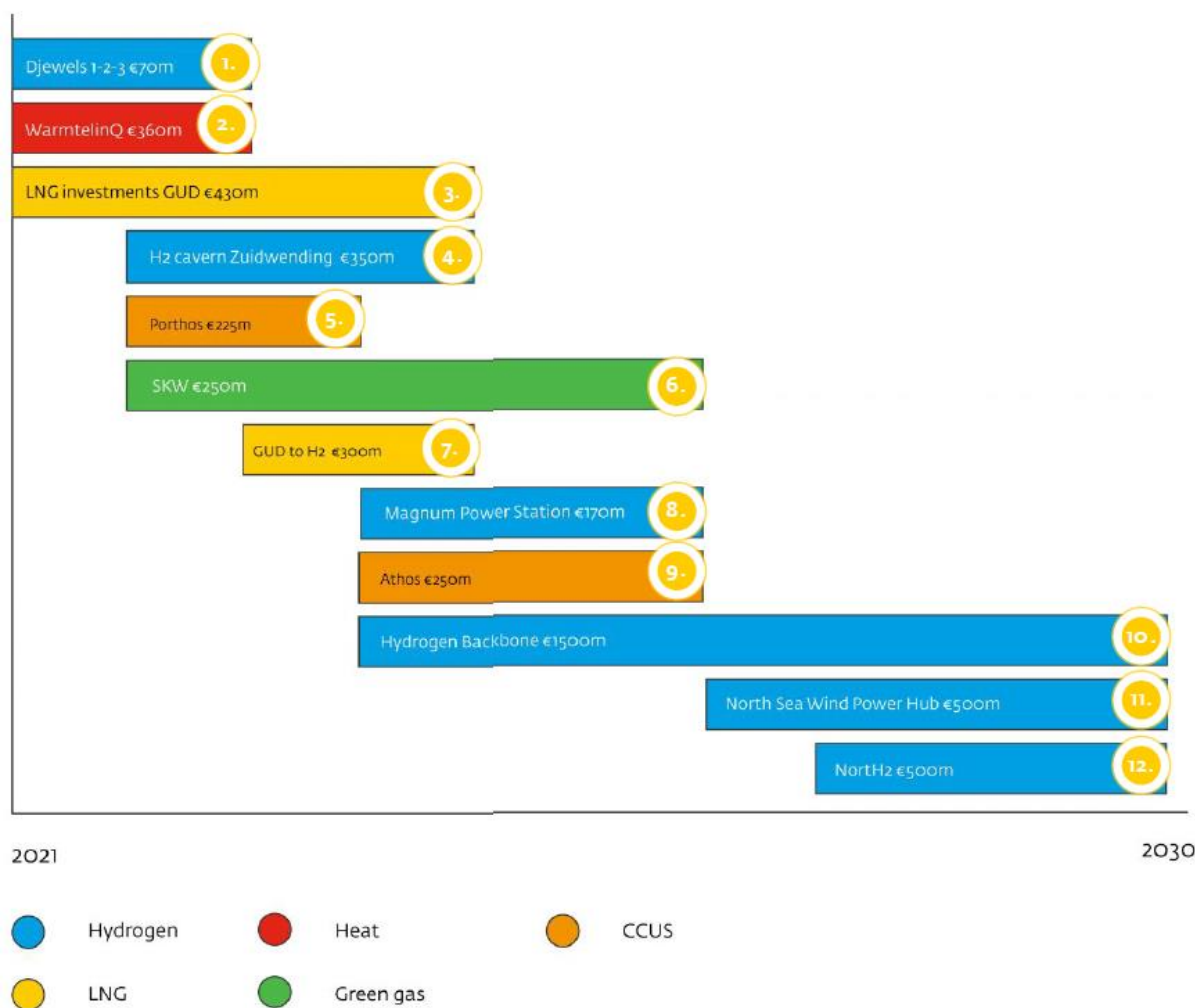 Djewels 1-2-3 €70m 1.
WarmtelinQ €360m 2.
LNG investments GUD €430m 3.
H2 cavern Zuidwending €350m 4.
Porthos €225m 5.
SKW €250m 6.
GUD to H2 €300m 7.
Magnum Power Station €170m 8.
Athos €250m 9.
Hydrogen Backbone €1500m 10.
North Sea Wind Power Hub €500m 11.
NortH2 €500m 12.
2021 2030
Hydrogen Heat CCUS
LNG Green gas